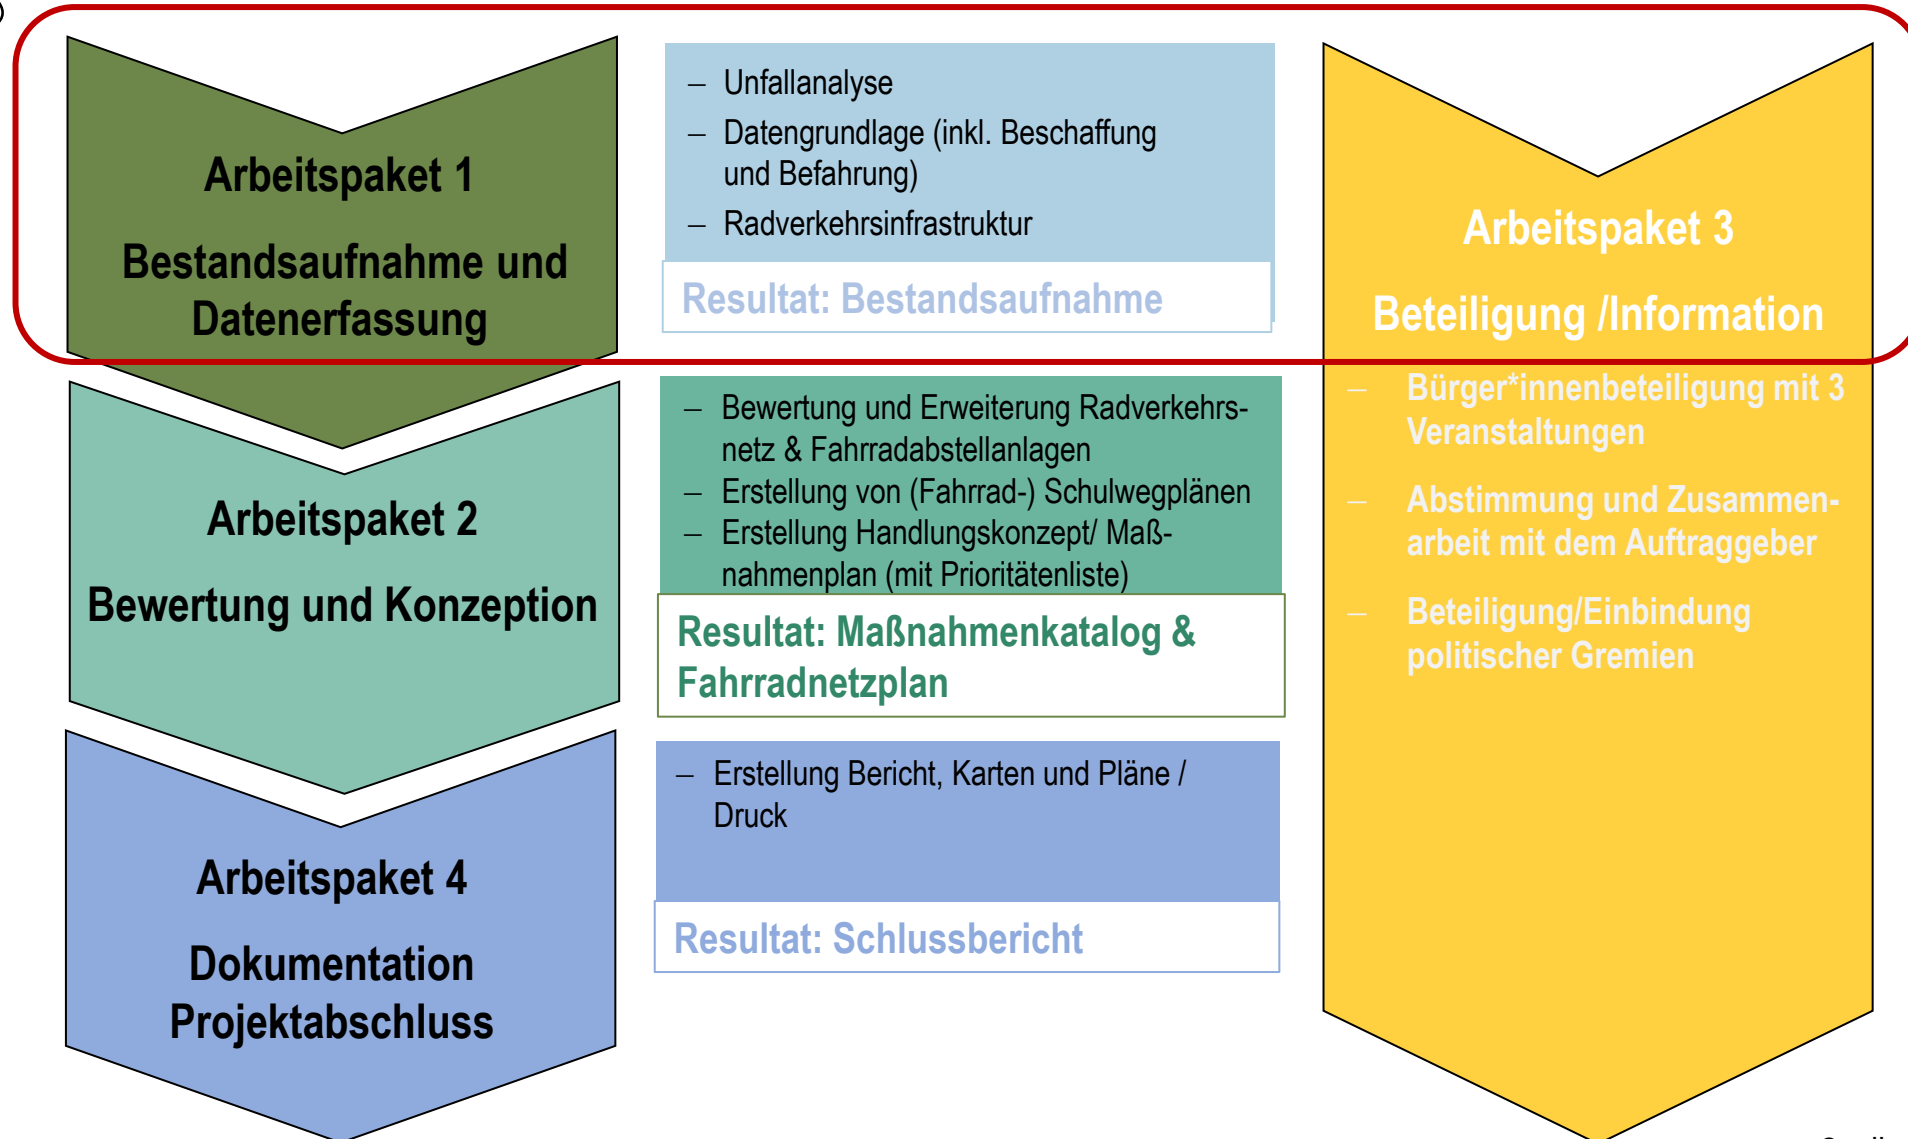 Arbeitspaket 1
Bestandsaufnahme und
Datenerfassung
– Unfallanalyse
– Datengrundlage (inkl. Beschaffung
und Befahrung)
– Radverkehrsinfrastruktur
Resultat: Bestandsaufnahme
Arbeitspaket 2
Bewertung und Konzeption
– Bewertung und Erweiterung Radverkehrs-
netz & Fahrradabstellanlagen
– Erstellung von (Fahrrad-) Schulwegplänen
– Erstellung Handlungskonzept/ Maß-
nahmenplan (mit Prioritätenliste)
Resultat: Maßnahmenkatalog &
Fahrradnetzplan
Arbeitspaket 4
Dokumentation
Projektabschluss
– Erstellung Bericht, Karten und Pläne /
Druck
Resultat: Schlussbericht
Arbeitspaket 3
Beteiligung /Information
– Bürger*innenbeteiligung mit 3
Veranstaltungen
– Abstimmung und Zusammen-
arbeit mit dem Auftraggeber
– Beteiligung/Einbindung
politischer Gremien